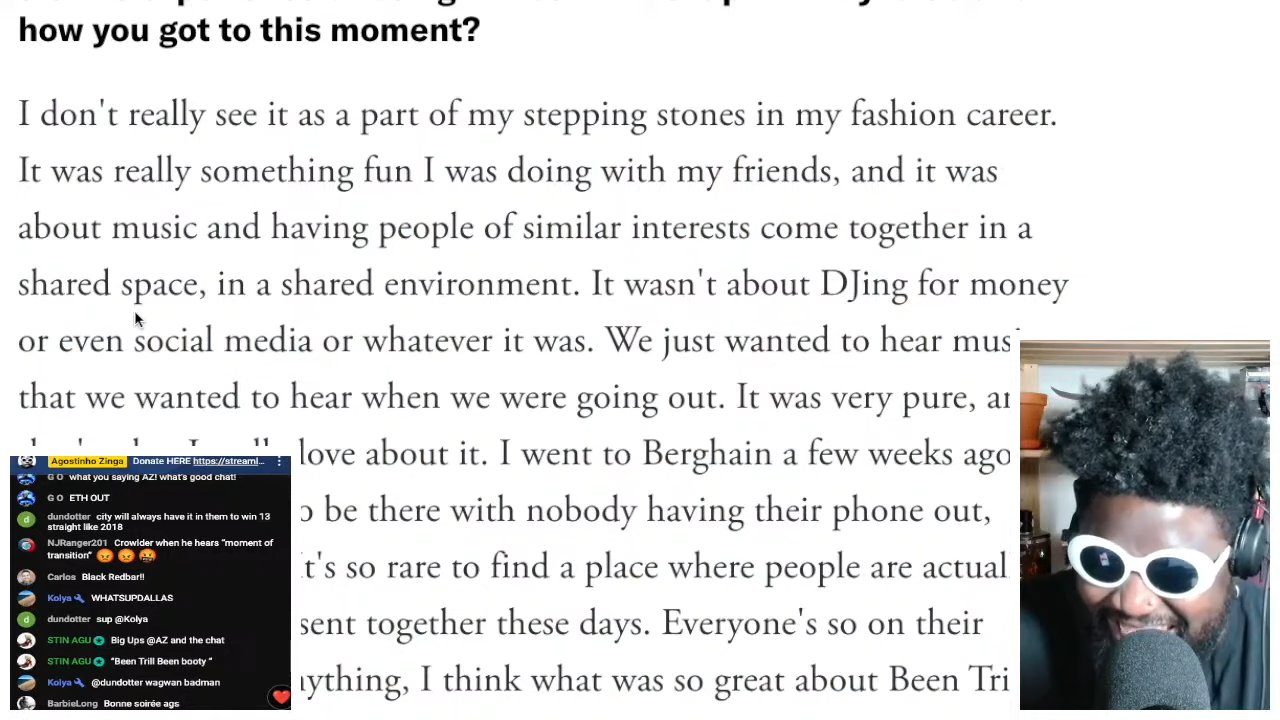 how you got to this moment?
I don't really see it as a part of my stepping stones in my fashion career.
It was really something fun I was doing with my friends, and it was
about music and having people of similar interests come together in a
shared space, in a shared environment. It wasn't about DJing for money
or even social media or whatever it was. We just wanted to hear mus
that we wanted to hear when we were going out. It was very pure, an
love about it. I went to Berghain a few weeks ago
o be there with nobody having their phone out,
t's so rare to find a place where people are actual
sent together these days. Everyone's so on their
ything, I think what was so great about Been Tri
Agostinho Zinga Donate HERE https://streaml...
G O what you saying AZ! what's good chat!
G O ETH OUT
dundotter city will always have it in them to win 13
straight like 2018
NJRanger201 Crowlder when he hears "moment of
transition"
Carlos Black Redbar!!
Kolya WHATSUPDALLAS
dundotter sup @Kolya
STIN AGU Big Ups @AZ and the chat
STIN AGU "Been Trill Been booty "
Kolya @dundotter wagwan badman
BarbieLong Bonne soirée ags